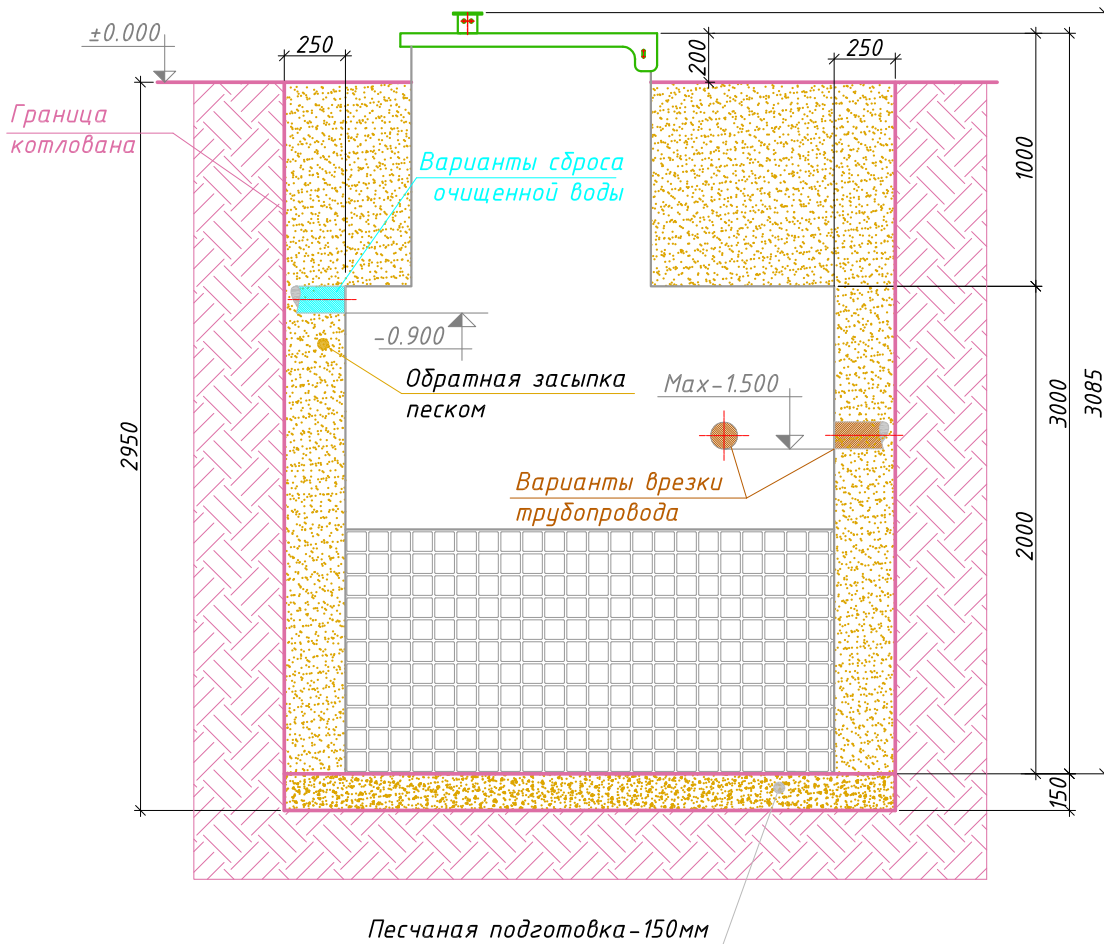 ±0.000
250
200
250
Граница
котлована
Варианты сброса
очищенной воды
1000
-0.900
Обратная засыпка
песком
Max-1.500
2950
3000
3085
Варианты врезки
трубопровода
2000
150
Песчаная подготовка-150мм